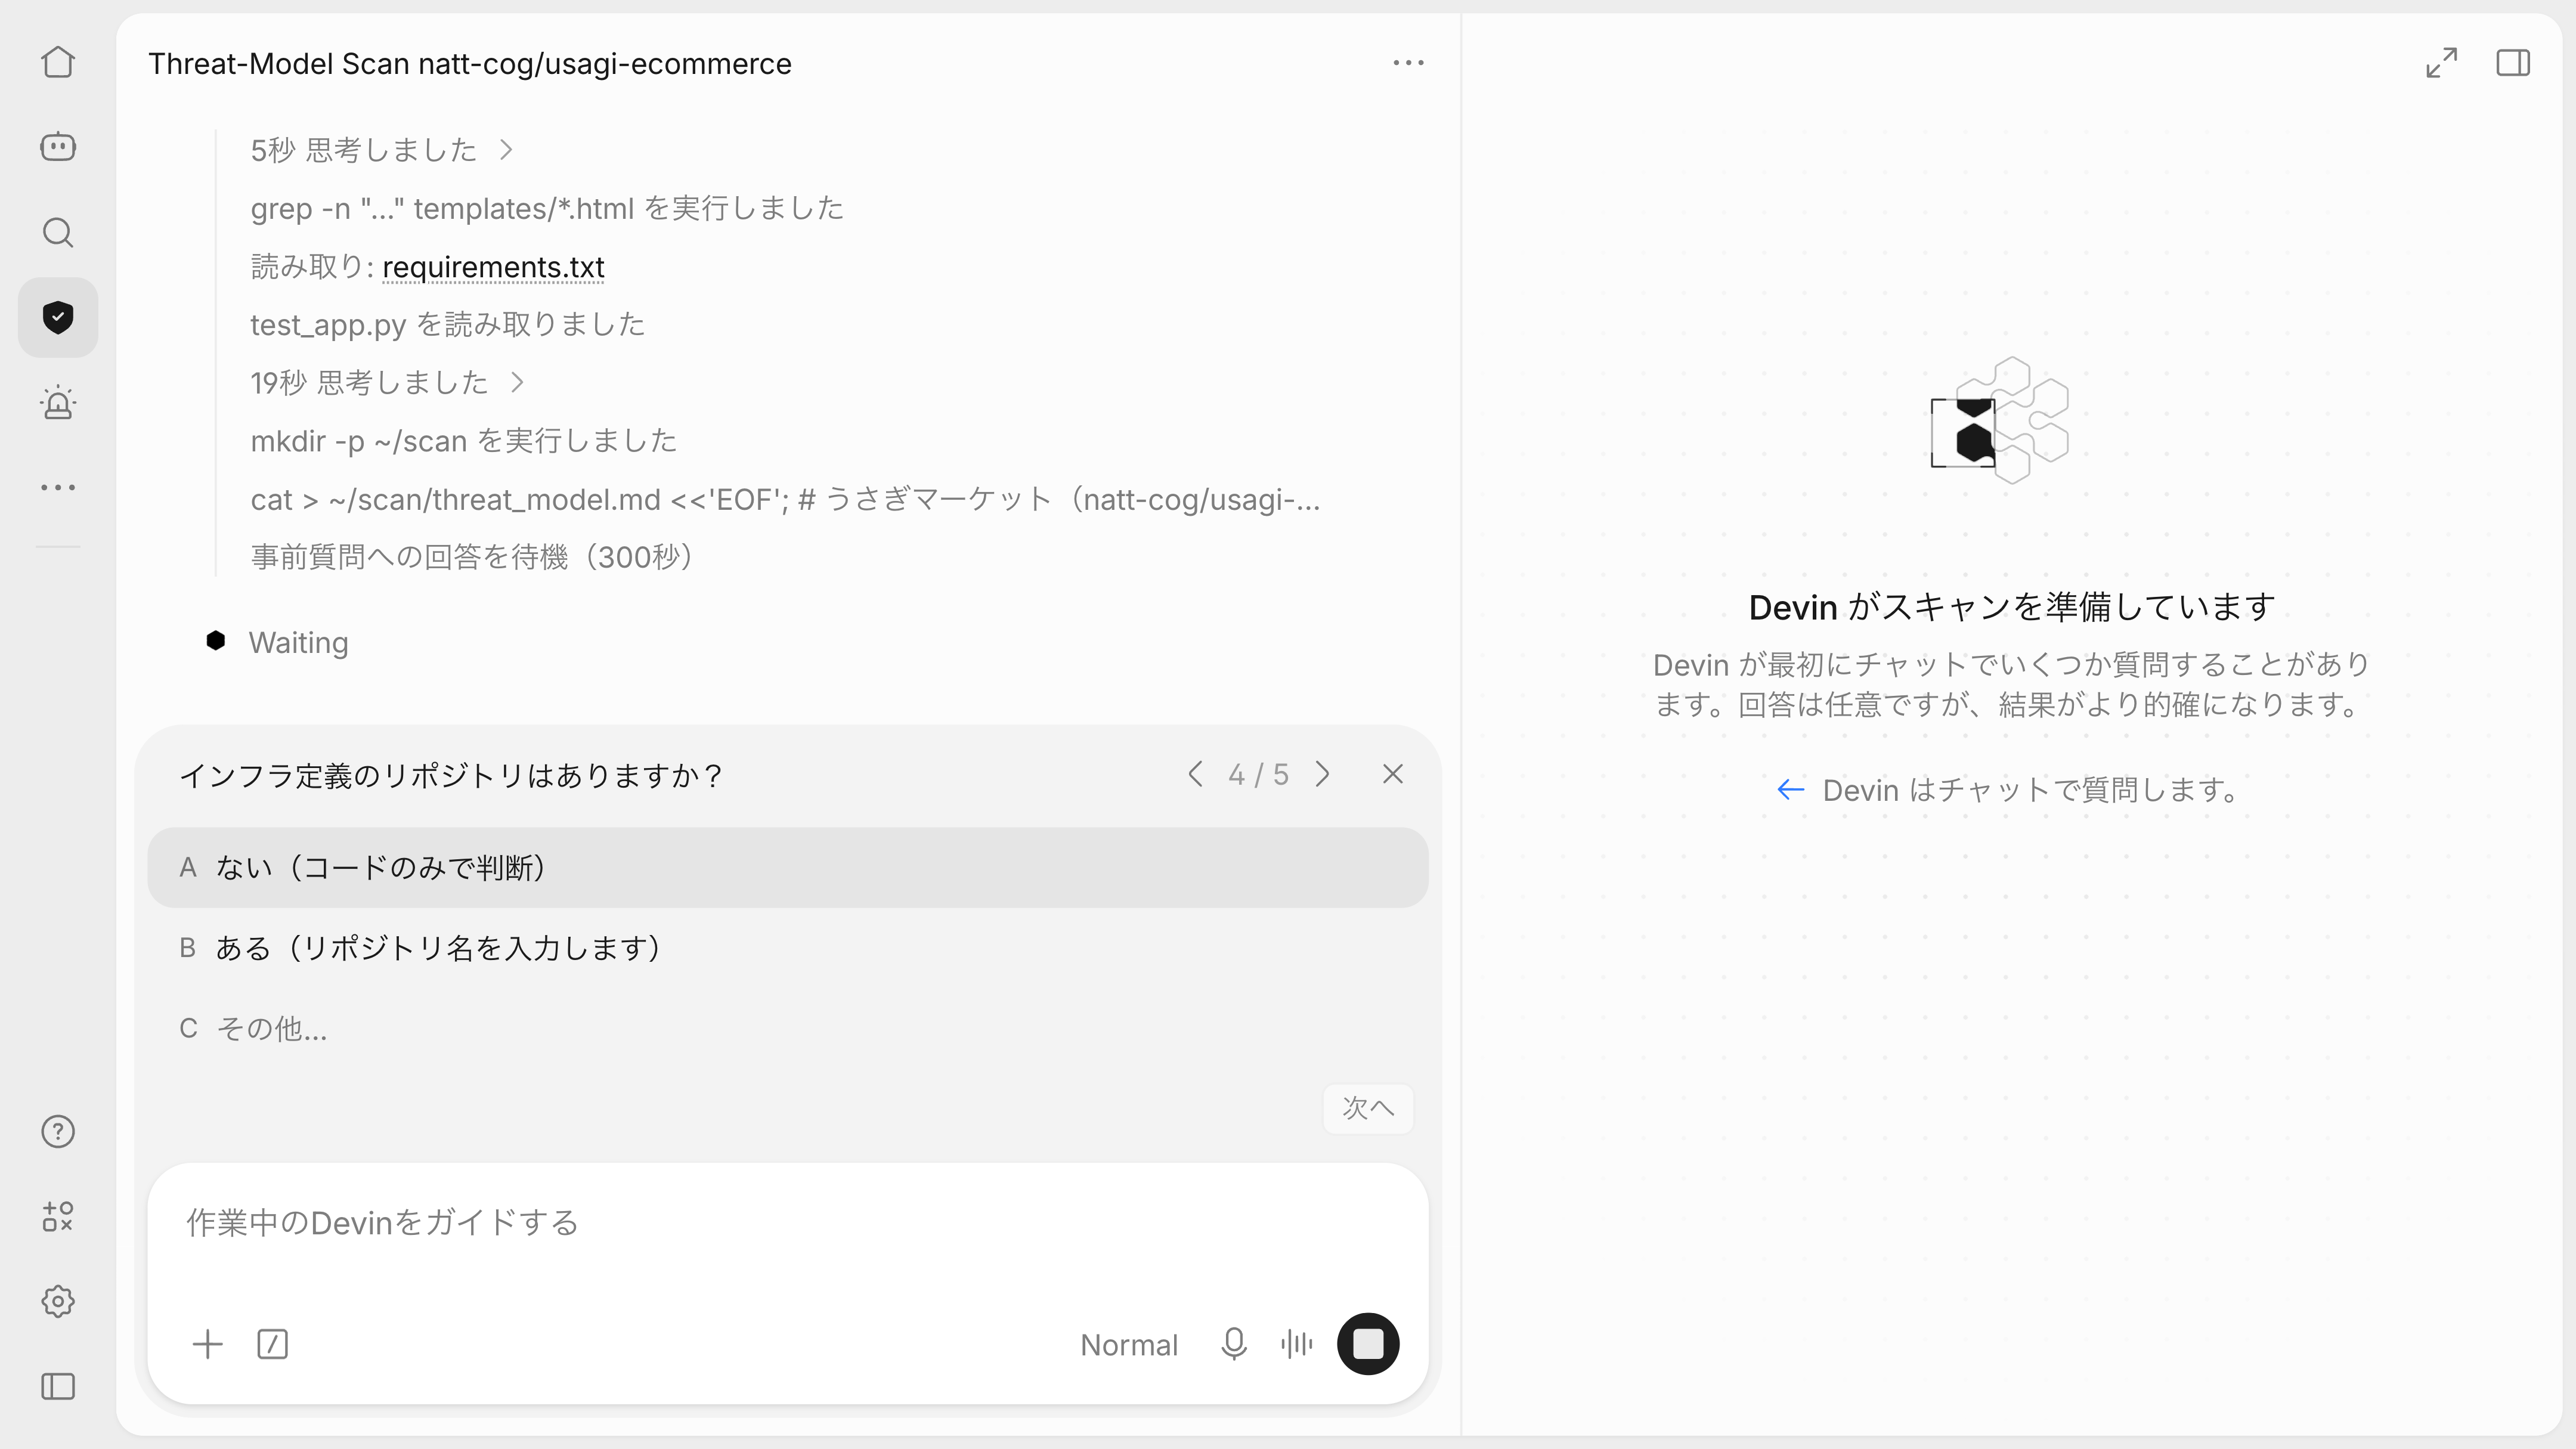 Threat-Model Scan natt-cog/usagi-ecommerce
5秒 思考しました
grep -n "..." templates/*.html を実行しました
読み取り: requirements.txt
test_app.py を読み取りました
19秒 思考しました
mkdir -p ~/scan を実行しました
cat > ~/scan/threat_model.md <<'EOF'; # うさぎマーケット（natt-cog/usagi-...
事前質問への回答を待機（300秒）
Waiting
インフラ定義のリポジトリはありますか？
4 / 5
A ない（コードのみで判断）
B ある（リポジトリ名を入力します）
C その他...
次へ
作業中のDevinをガイドする
Normal
Devin がスキャンを準備しています
Devin が最初にチャットでいくつか質問することがあり
ます。回答は任意ですが、結果がより的確になります。
← Devin はチャットで質問します。